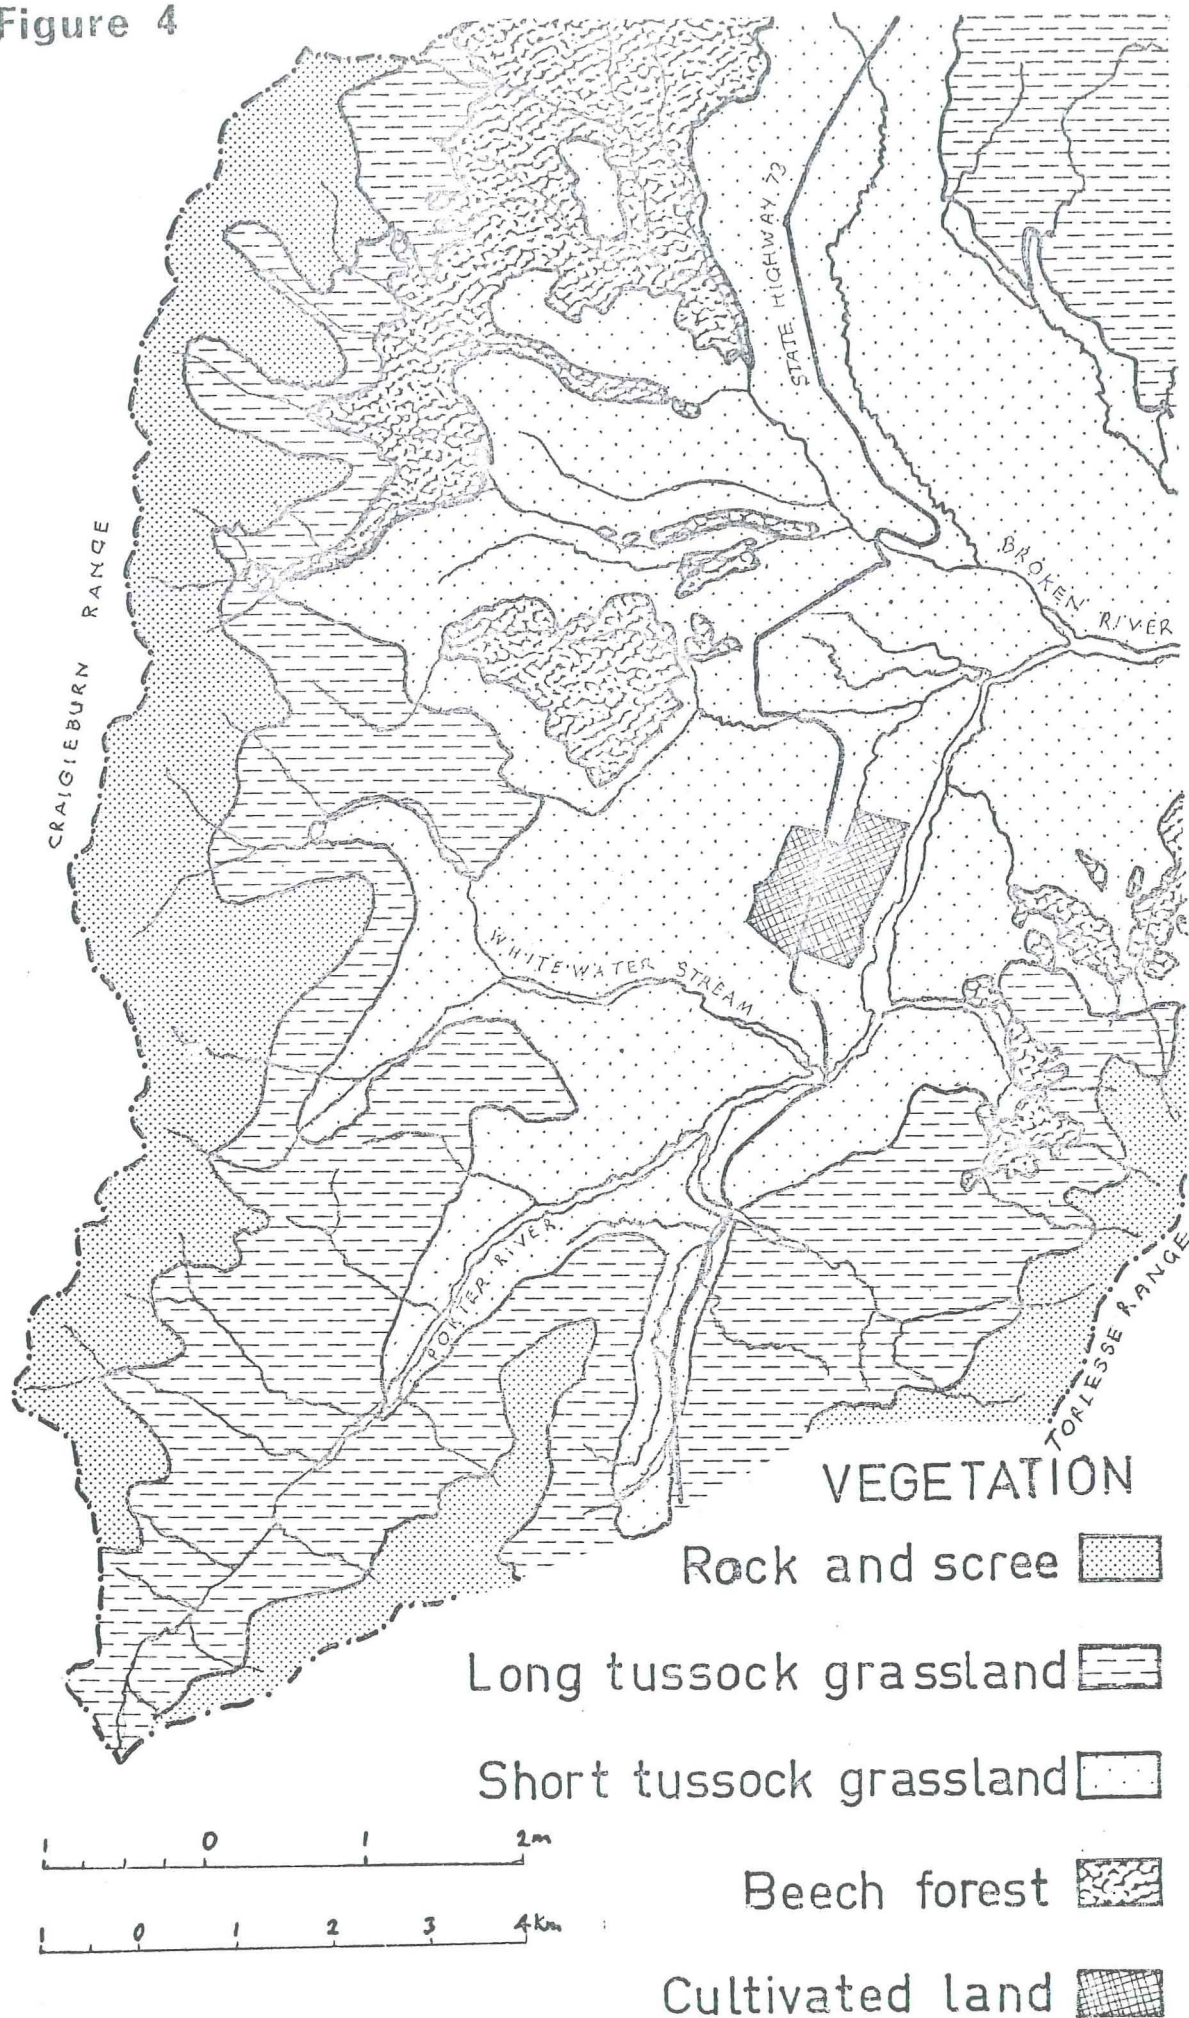 Figure 4
STATE HIGHWAY 73
BROKEN RIVER
CRAIGIEBURN RANGE
WHITEWATER STREAM
PORTER RIVER
TORLESSE RANGE
VEGETATION
Rock and scree
Long tussock grassland
Short tussock grassland
1 0 1 2m
Beech forest
1 0 1 2 3 4km
Cultivated land